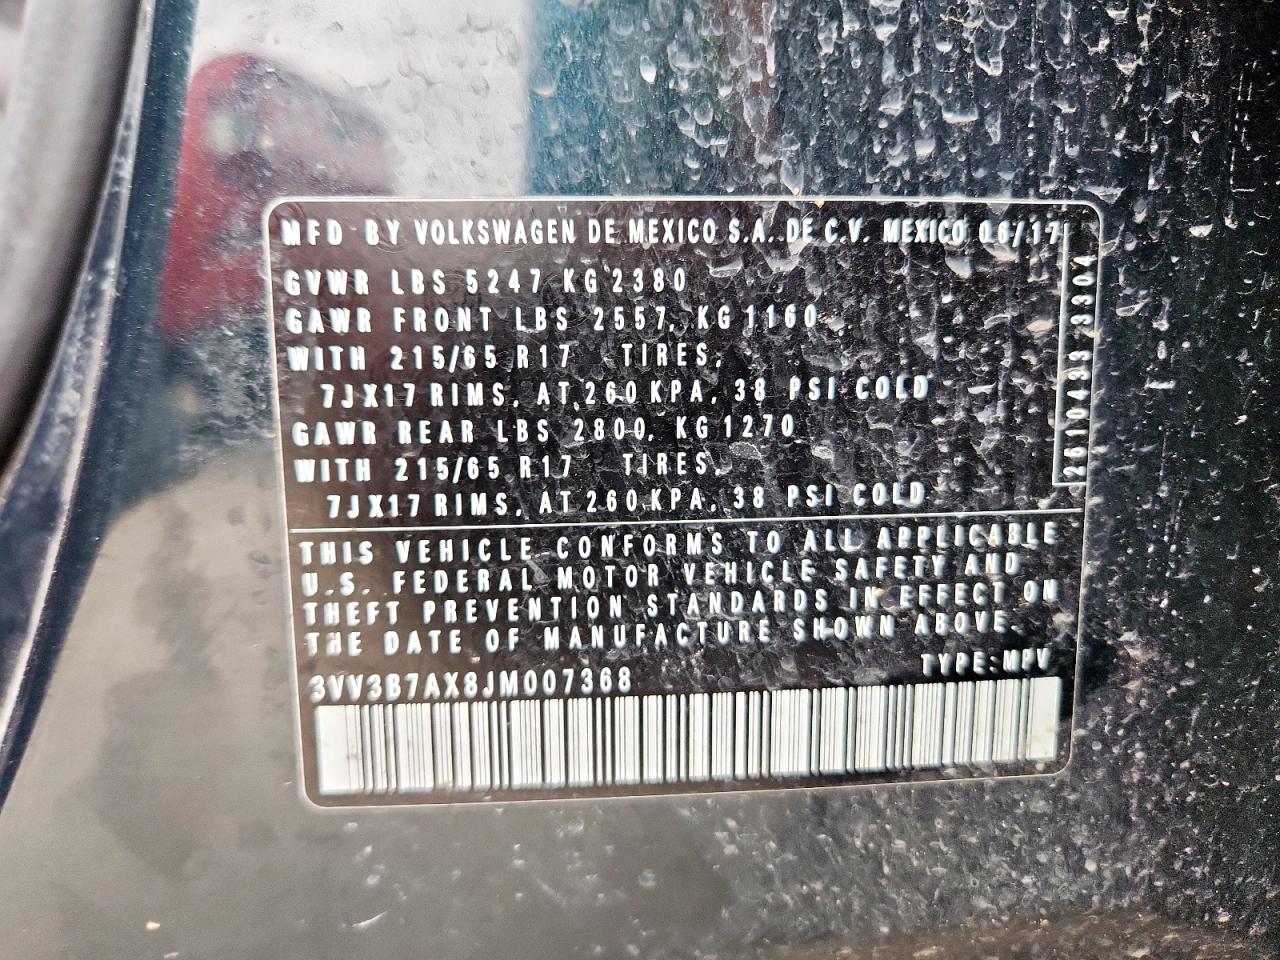 MFD BY VOLKSWAGEN DE MEXICO S.A. DE C.V. MEXICO 06/17
GVWR LBS 5247 KG 2380
GAWR FRONT LBS 2557, KG 1160
WITH 215/65 R17 TIRES,
7JX17 RIMS, AT 260 KPA, 38 PSI COLD
GAWR REAR LBS 2800, KG 1270
WITH 215/65 R17 TIRES,
7JX17 RIMS, AT 260 KPA, 38 PSI COLD
2610433 3304
THIS VEHICLE CONFORMS TO ALL APPLICABLE
U.S. FEDERAL MOTOR VEHICLE SAFETY AND
THEFT PREVENTION STANDARDS IN EFFECT ON
THE DATE OF MANUFACTURE SHOWN ABOVE.
TYPE: MPV
3VV3B7AX8JM007368